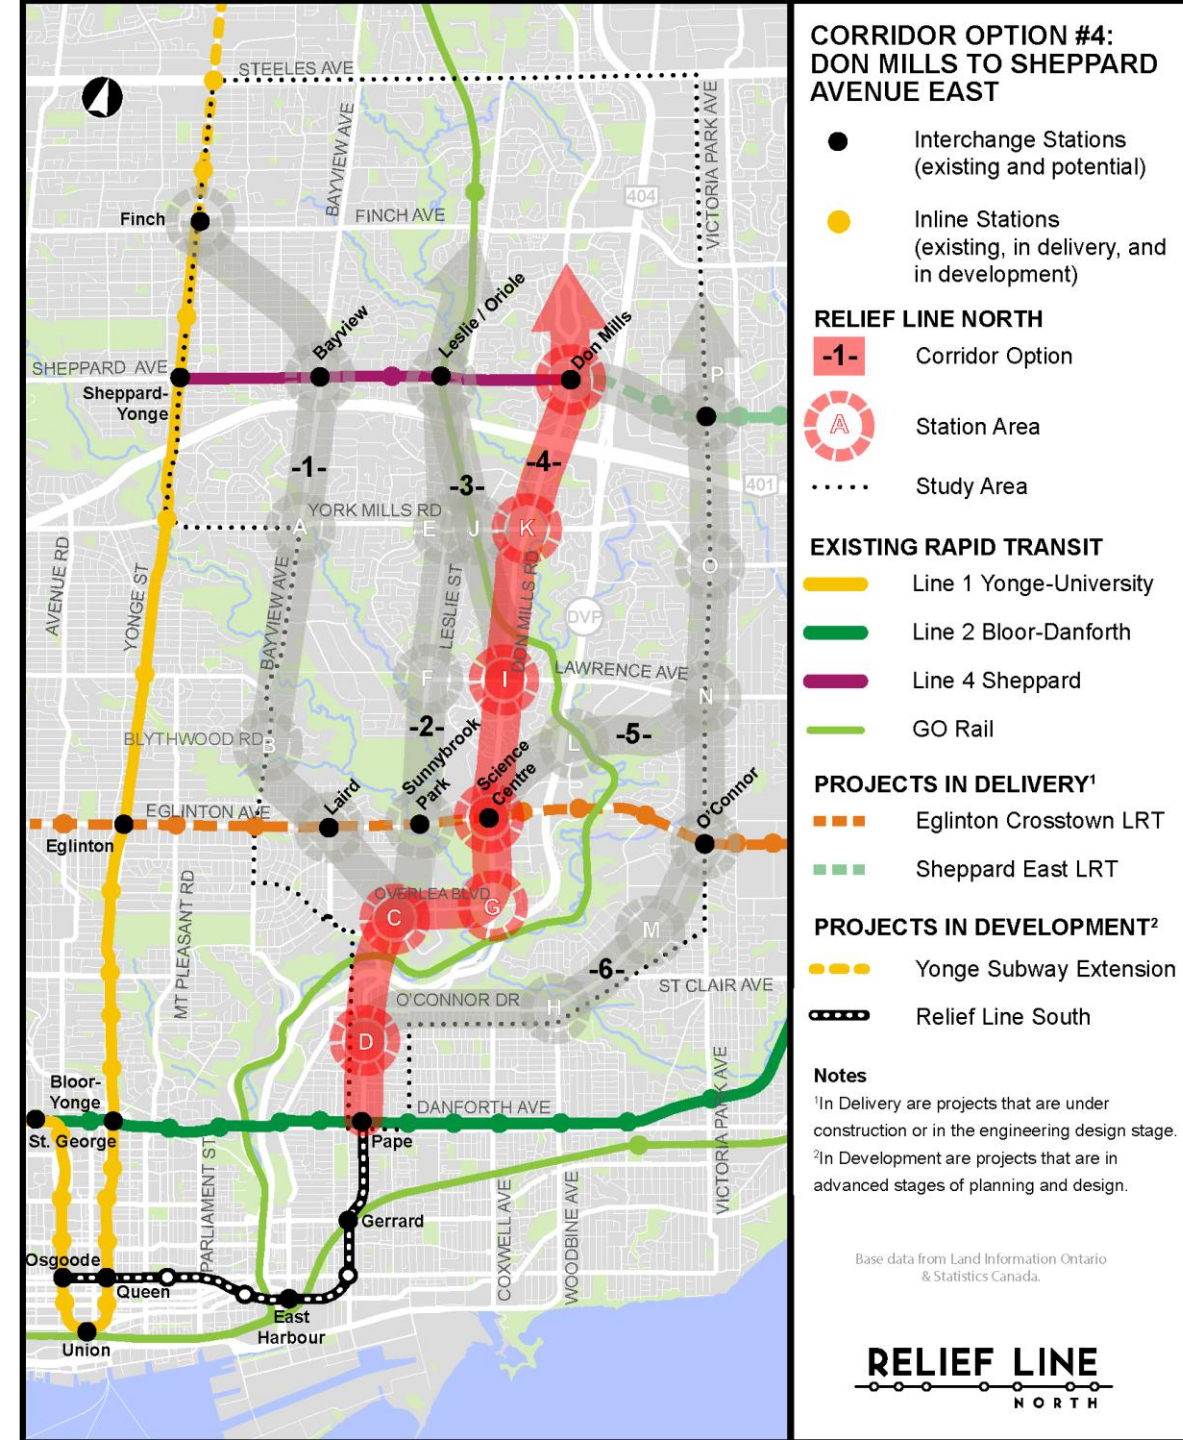 STEELES AVE
BAYVIEW AVE
VICTORIA PARK AVE
404
FINCH AVE
Finch
Leslie / Oriole
Bayview
Don Mills
SHEPPARD AVE
Sheppard-
Yonge
P
-1-
-4-
-3-
401
YORK MILLS RD
A
E
J
K
O
AVENUE RD
YONGE ST
BAYVIEW AVE
LESLIE ST
DON MILLS RD
DVP
LAWRENCE AVE
F
I
N
BLYTHWOOD RD
B
-2-
-5-
L
Sunnybrook
Park
Science
Centre
Laird
O'Connor
EGLINTON AVE
Eglinton
MT PLEASANT RD
OVERLEA BLVD
C
G
M
-6-
ST CLAIR AVE
O'CONNOR DR
H
D
Bloor-
Yonge
St. George
DANFORTH AVE
Pape
PARLIAMENT ST
COXWELL AVE
WOODBINE AVE
VICTORIA PARK AVE
Gerrard
Osgoode
Queen
East
Harbour
Union
CORRIDOR OPTION #4:
DON MILLS TO SHEPPARD
AVENUE EAST
Interchange Stations
(existing and potential)
Inline Stations
(existing, in delivery, and
in development)
RELIEF LINE NORTH
-1- Corridor Option
A Station Area
Study Area
EXISTING RAPID TRANSIT
Line 1 Yonge-University
Line 2 Bloor-Danforth
Line 4 Sheppard
GO Rail
PROJECTS IN DELIVERY¹
Eglinton Crosstown LRT
Sheppard East LRT
PROJECTS IN DEVELOPMENT²
Yonge Subway Extension
Relief Line South
Notes
¹In Delivery are projects that are under
construction or in the engineering design stage.
²In Development are projects that are in
advanced stages of planning and design.
Base data from Land Information Ontario
& Statistics Canada.
RELIEF LINE
NORTH